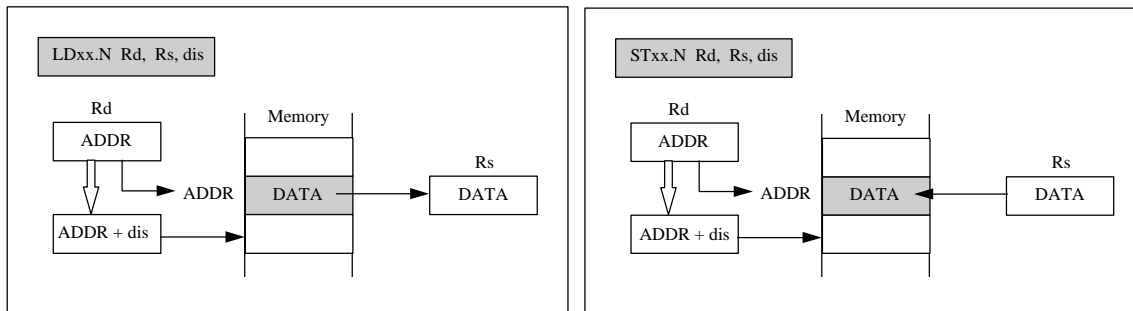 LDxx.N Rd, Rs, dis
Rd
Memory
ADDR
Rs
ADDR
DATA
DATA
ADDR + dis
STxx.N Rd, Rs, dis
Rd
Memory
ADDR
Rs
ADDR
DATA
DATA
ADDR + dis